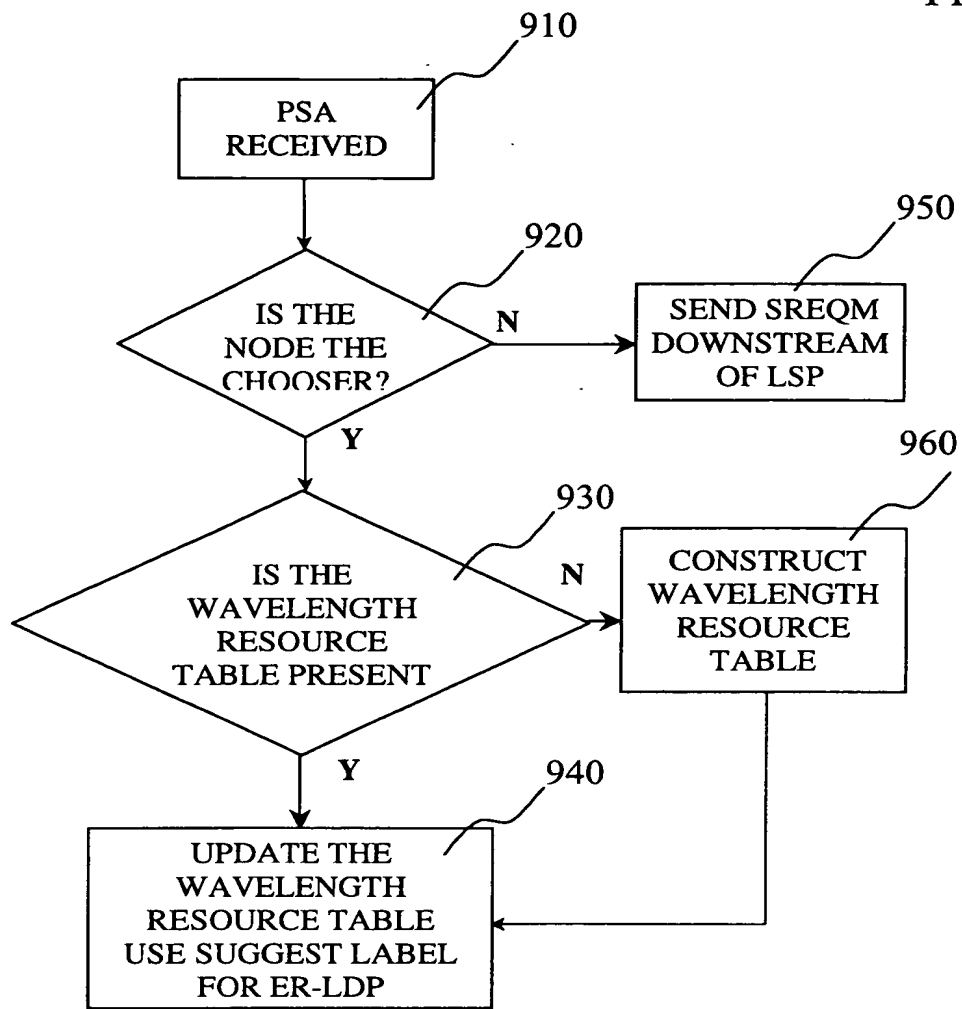 910
PSA
RECEIVED
920
950
IS THE
NODE THE
CHOOSER?
N
SEND SREQM
DOWNSTREAM
OF LSP
Y
960
930
IS THE
WAVELENGTH
RESOURCE
TABLE PRESENT
N
CONSTRUCT
WAVELENGTH
RESOURCE
TABLE
Y
940
UPDATE THE
WAVELENGTH
RESOURCE TABLE
USE SUGGEST LABEL
FOR ER-LDP